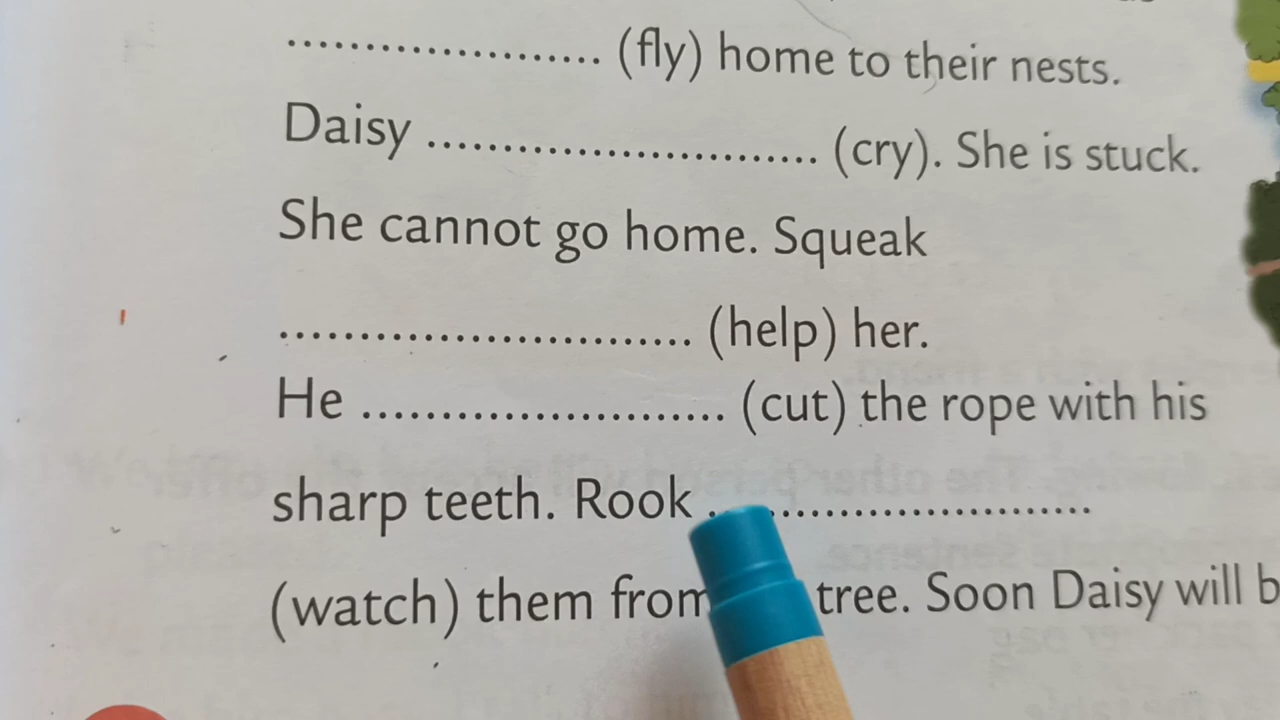 ..................... (fly) home to their nests.
Daisy .......................... (cry). She is stuck.
She cannot go home. Squeak
........................... (help) her.
He ........................ (cut) the rope with his
sharp teeth. Rook .........................
(watch) them from tree. Soon Daisy will